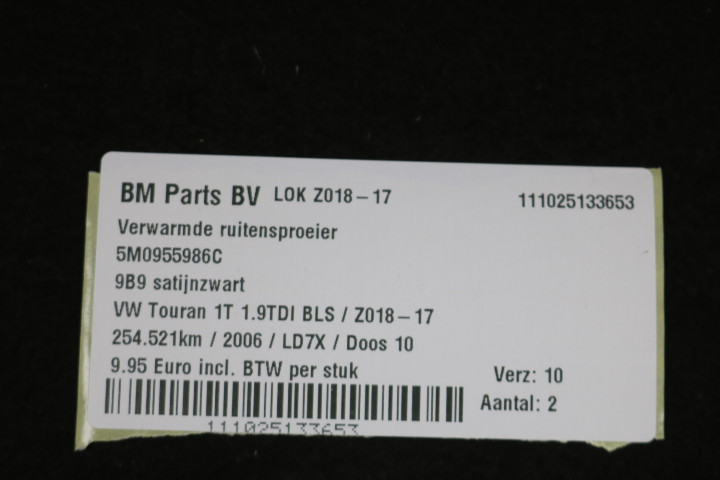 BM Parts BV LOK Z018-17 111025133653
Verwarmde ruitensproeier
5M0955986C
9B9 satijnzwart
VW Touran 1T 1.9TDI BLS / Z018-17
254.521km / 2006 / LD7X / Doos 10
9.95 Euro incl. BTW per stuk Verz: 10
Aantal: 2
111025133653